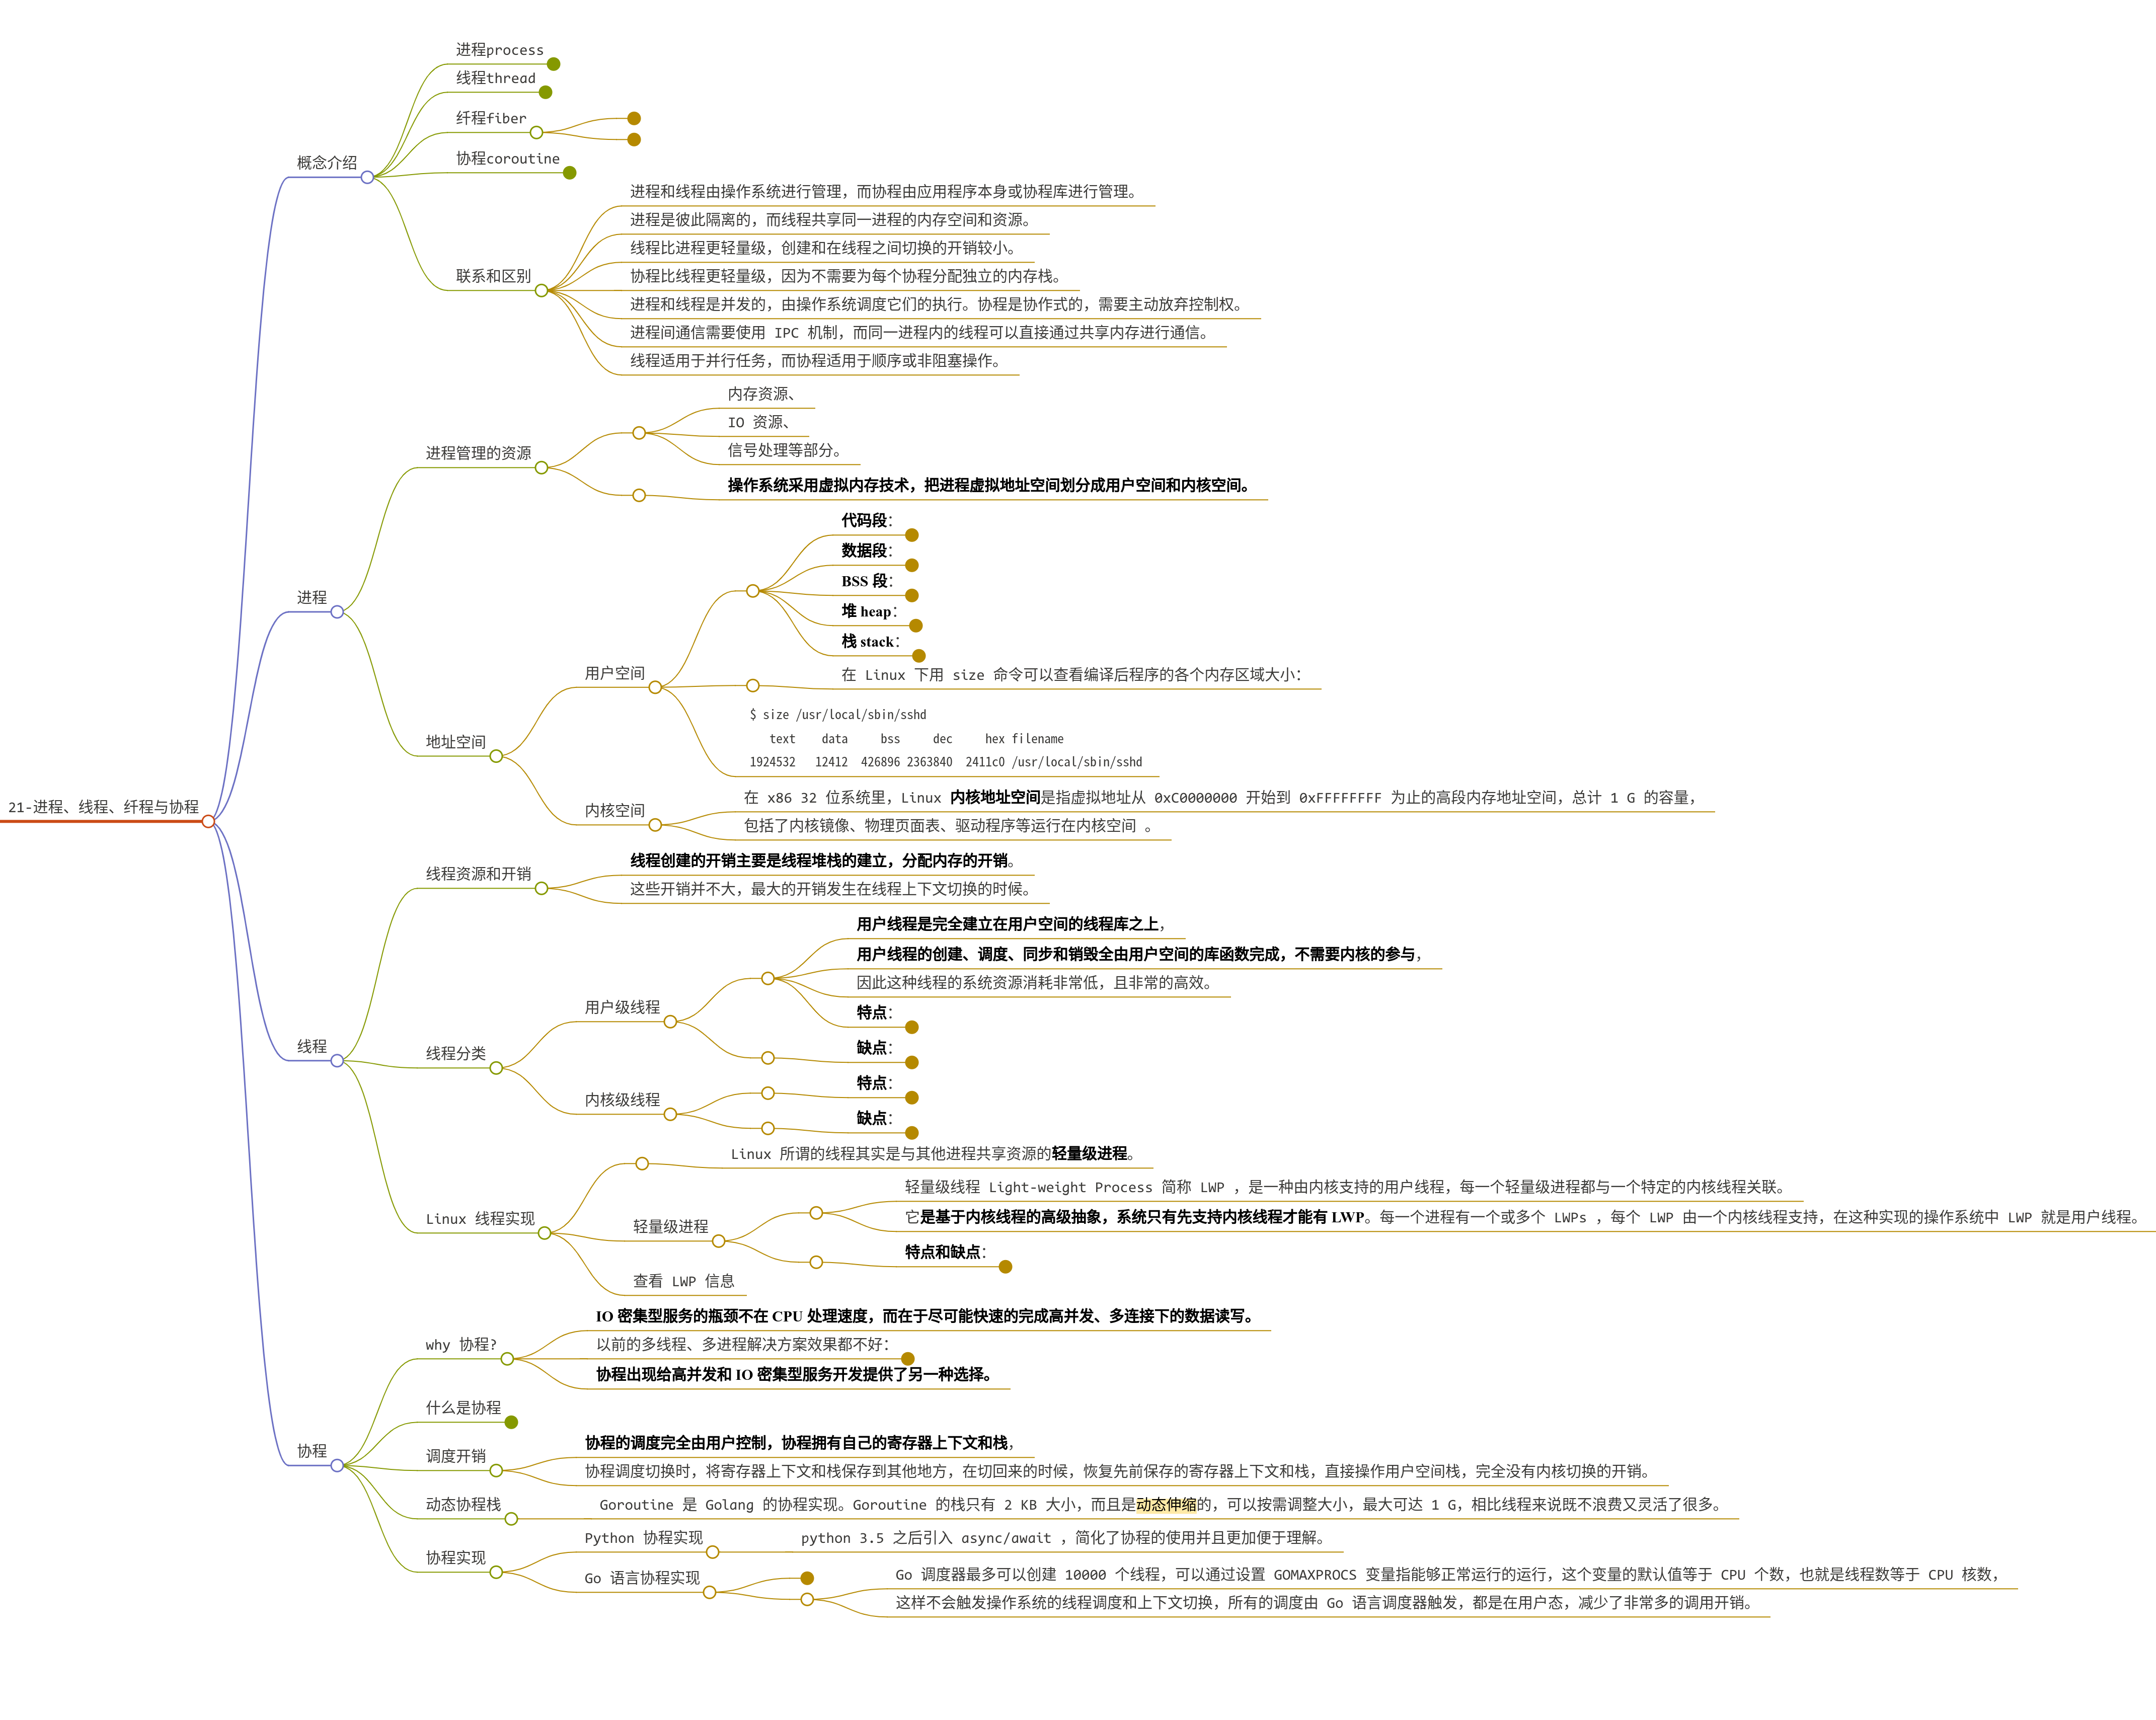 进程process
线程thread
纤程fiber
协程coroutine
概念介绍
进程和线程由操作系统进行管理，而协程由应用程序本身或协程库进行管理。
进程是彼此隔离的，而线程共享同一进程的内存空间和资源。
线程比进程更轻量级，创建和在线程之间切换的开销较小。
联系和区别
协程比线程更轻量级，因为不需要为每个协程分配独立的内存栈。
进程和线程是并发的，由操作系统调度它们的执行。协程是协作式的，需要主动放弃控制权。
进程间通信需要使用 IPC 机制，而同一进程内的线程可以直接通过共享内存进行通信。
线程适用于并行任务，而协程适用于顺序或非阻塞操作。
内存资源、
IO 资源、
信号处理等部分。
进程管理的资源
操作系统采用虚拟内存技术，把进程虚拟地址空间划分成用户空间和内核空间。
代码段：
数据段：
BSS 段：
进程
堆 heap：
栈 stack：
用户空间
在 Linux 下用 size 命令可以查看编译后程序的各个内存区域大小：
$ size /usr/local/sbin/sshd
text data bss dec hex filename
1924532 12412 426896 2363840 2411c0 /usr/local/sbin/sshd
地址空间
内核空间
在 x86 32 位系统里，Linux 内核地址空间是指虚拟地址从 0xC0000000 开始到 0xFFFFFFFF 为止的高段内存地址空间，总计 1 G 的容量，
包括了内核镜像、物理页面表、驱动程序等运行在内核空间 。
21-进程、线程、纤程与协程
线程资源和开销
线程创建的开销主要是线程堆栈的建立，分配内存的开销。
这些开销并不大，最大的开销发生在线程上下文切换的时候。
用户线程是完全建立在用户空间的线程库之上，
用户线程的创建、调度、同步和销毁全由用户空间的库函数完成，不需要内核的参与，
因此这种线程的系统资源消耗非常低，且非常的高效。
用户级线程
特点：
缺点：
线程
线程分类
内核级线程
特点：
缺点：
Linux 所谓的线程其实是与其他进程共享资源的轻量级进程。
Linux 线程实现
轻量级进程
轻量级线程 Light-weight Process 简称 LWP ，是一种由内核支持的用户线程，每一个轻量级进程都与一个特定的内核线程关联。
它是基于内核线程的高级抽象，系统只有先支持内核线程才能有 LWP。每一个进程有一个或多个 LWPs ，每个 LWP 由一个内核线程支持，在这种实现的操作系统中 LWP 就是用户线程。
特点和缺点：
查看 LWP 信息
IO 密集型服务的瓶颈不在 CPU 处理速度，而在于尽可能快速的完成高并发、多连接下的数据读写。
why 协程?
以前的多线程、多进程解决方案效果都不好：
协程出现给高并发和 IO 密集型服务开发提供了另一种选择。
什么是协程
协程
调度开销
协程的调度完全由用户控制，协程拥有自己的寄存器上下文和栈，
协程调度切换时，将寄存器上下文和栈保存到其他地方，在切回来的时候，恢复先前保存的寄存器上下文和栈，直接操作用户空间栈，完全没有内核切换的开销。
动态协程栈
Goroutine 是 Golang 的协程实现。Goroutine 的栈只有 2 KB 大小，而且是动态伸缩的，可以按需调整大小，最大可达 1 G，相比线程来说既不浪费又灵活了很多。
协程实现
Python 协程实现
python 3.5 之后引入 async/await ，简化了协程的使用并且更加便于理解。
Go 语言协程实现
Go 调度器最多可以创建 10000 个线程，可以通过设置 GOMAXPROCS 变量指能够正常运行的运行，这个变量的默认值等于 CPU 个数，也就是线程数等于 CPU 核数，
这样不会触发操作系统的线程调度和上下文切换，所有的调度由 Go 语言调度器触发，都是在用户态，减少了非常多的调用开销。